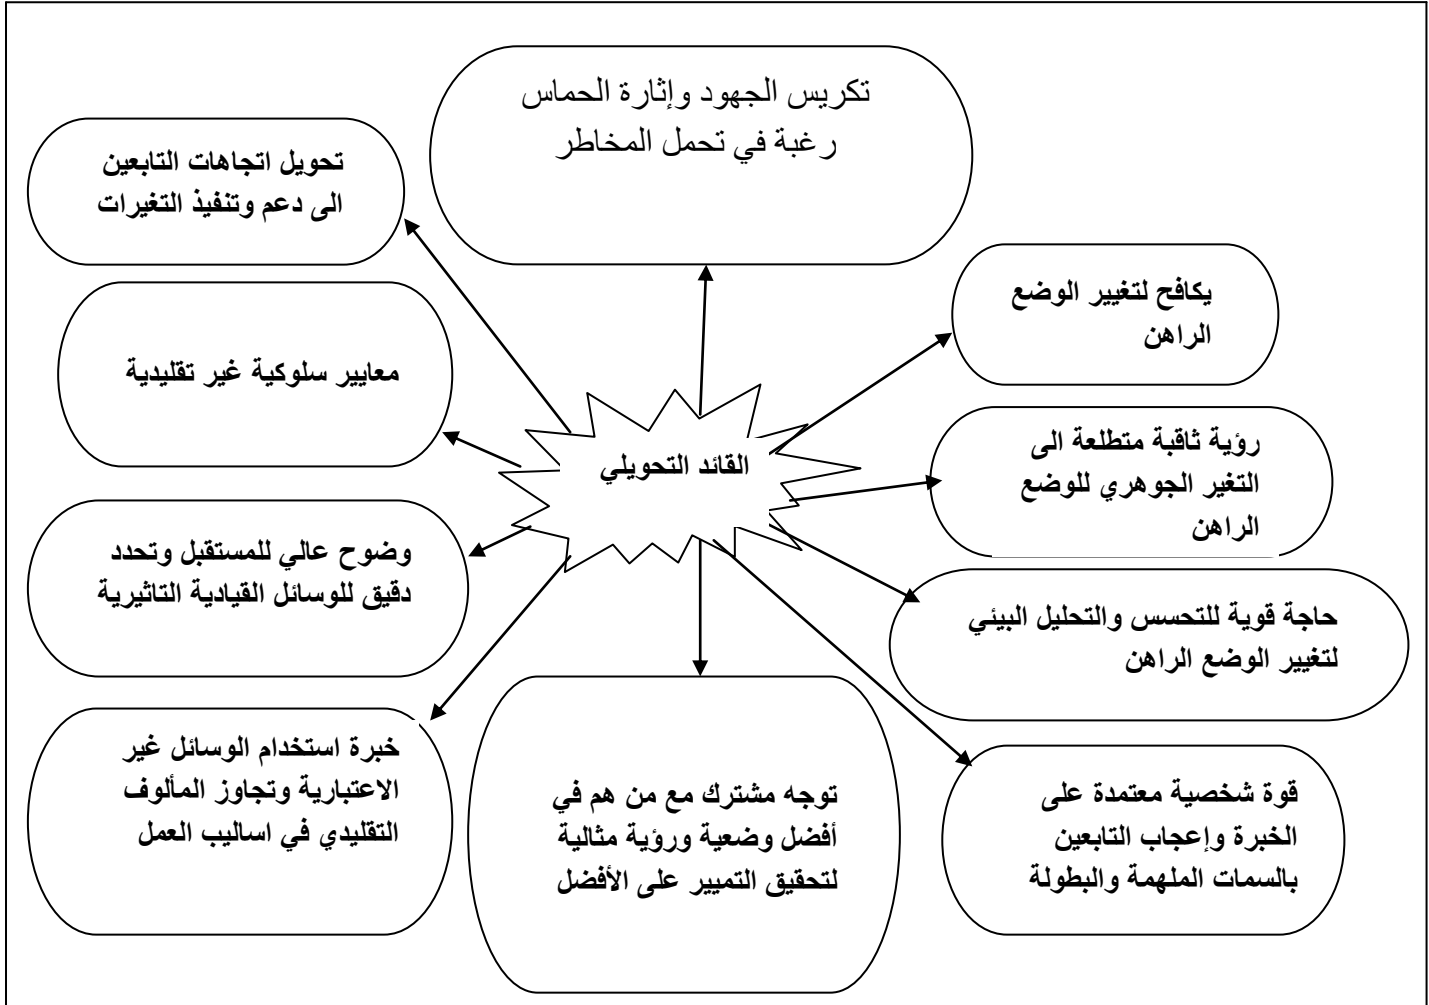 تكريس الجهود وإثارة الحماس
رغبة في تحمل المخاطر
تحويل اتجاهات التابعين
الى دعم وتنفيذ التغيرات
يكافح لتغيير الوضع
الراهن
معايير سلوكية غير تقليدية
القائد التحويلي
رؤية ثاقبة متطلعة الى
التغير الجوهري للوضع
الراهن
وضوح عالي للمستقبل وتحدد
دقيق للوسائل القيادية التاثيرية
حاجة قوية للتحسس والتحليل البيئي
لتغيير الوضع الراهن
خبرة استخدام الوسائل غير
الاعتبارية وتجاوز المألوف
التقليدي في اساليب العمل
توجه مشترك مع من هم في
أفضل وضعية ورؤية مثالية
لتحقيق التميير على الأفضل
قوة شخصية معتمدة على
الخبرة وإعجاب التابعين
بالسمات الملهمة والبطولة